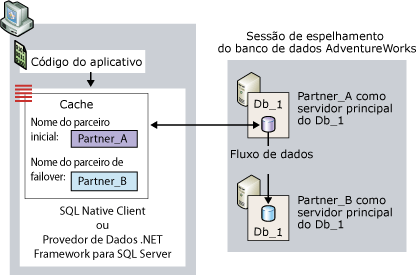 Código do aplicativo
Cache
Nome do parceiro
inicial:
Partner_A
Nome do parceiro de
failover:
Partner_B
SQL Native Client
ou
Provedor de Dados .NET
Framework para SQL Server
Sessão de espelhamento
do banco de dados AdventureWorks
Db_1
Partner_A como
servidor principal
do Db_1
Fluxo de dados
Db_1
Partner_B como
servidor principal
do Db_1